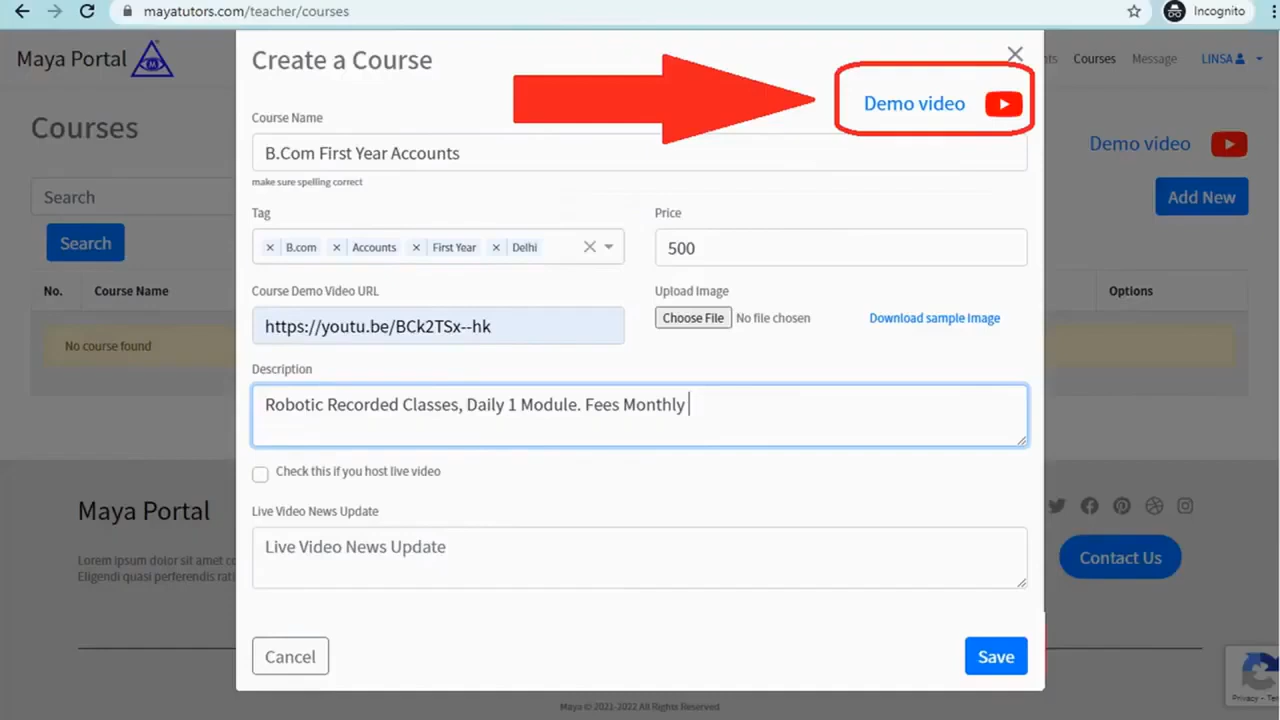 mayatutors.com/teacher/courses
Incognito
Maya Portal
nts
Courses
Message
LINSA
Create a Course
Demo video
Courses
Demo video
Course Name
B.Com First Year Accounts
make sure spelling correct
Search
Add New
Search
Tag
Price
× B.com × Accounts × First Year × Delhi
500
No.
Course Name
Options
Course Demo Video URL
Upload Image
https://youtu.be/BCk2TSx--hk
Choose File No file chosen
Download sample Image
No course found
Description
Robotic Recorded Classes, Daily 1 Module. Fees Monthly
Check this if you host live video
Maya Portal
Live Video News Update
Live Video News Update
Lorem ipsum dolor sit amet co
Eligendi quasi perferendis rati
Contact Us
Cancel
Save
Privacy - Te
Maya © 2021-2022 All Rights Reserved